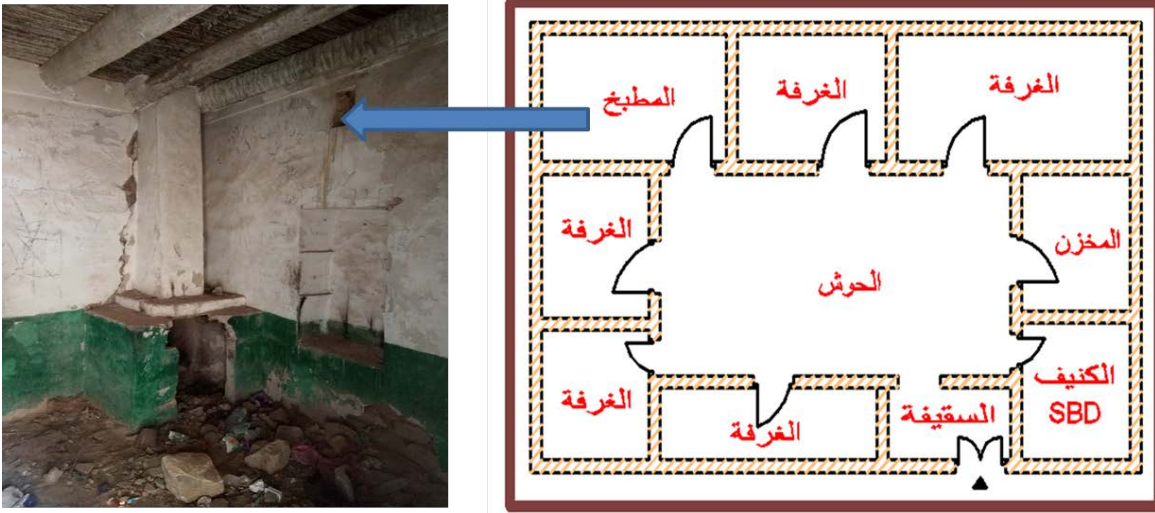 الغرفة
الغرفة
المطبخ
المخزن
الغرفة
الحوش
الكنيف
SBD
السقيفة
الغرفة
الغرفة